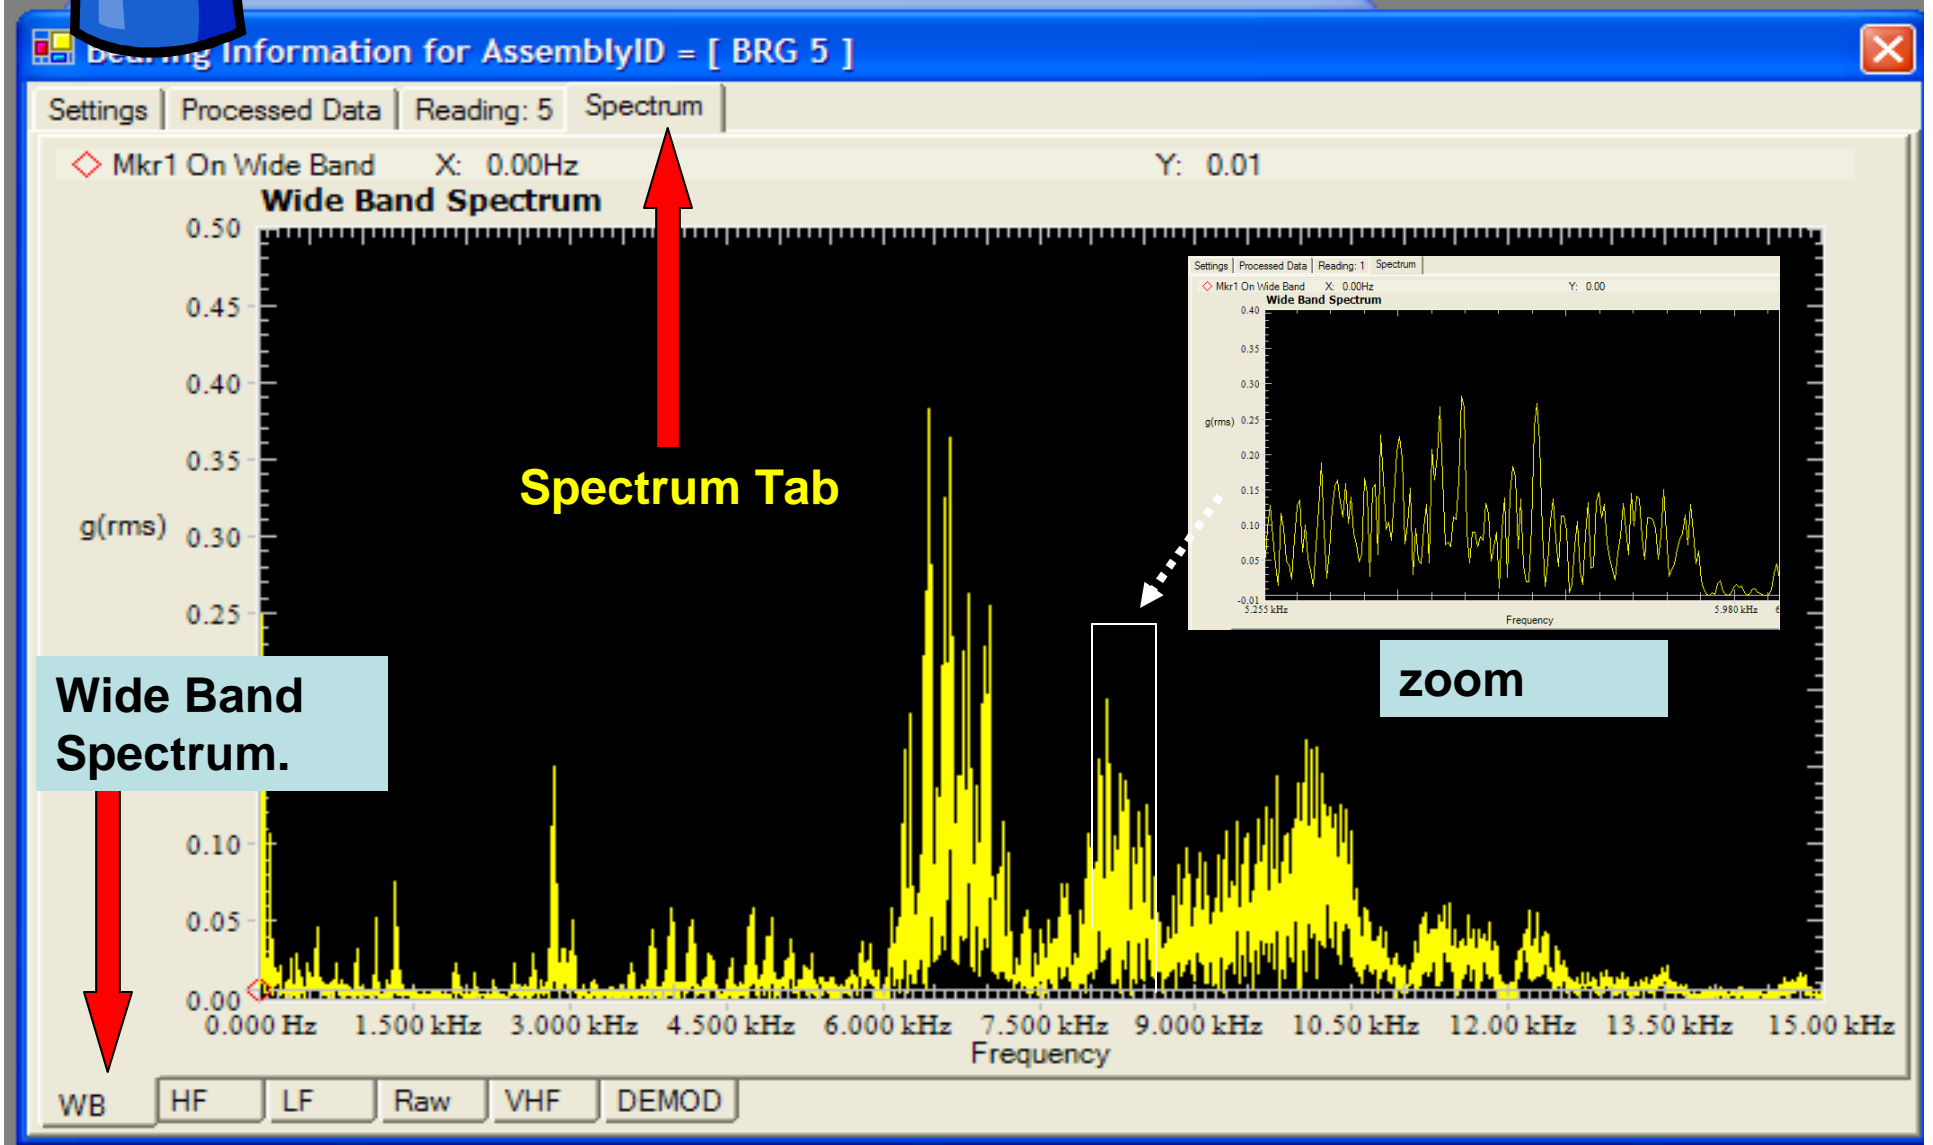 Bearing Information for AssemblyID = [ BRG 5 ]
Settings Processed Data Reading: 5 Spectrum
Mkr1 On Wide Band X: 0.00Hz Y: 0.01
Wide Band Spectrum
0.50
0.45
0.40
0.35
g(rms)
0.30
0.25
0.10
0.05
0.00
0.000 Hz 1.500 kHz 3.000 kHz 4.500 kHz 6.000 kHz 7.500 kHz 9.000 kHz 10.50 kHz 12.00 kHz 13.50 kHz 15.00 kHz
Frequency
Spectrum Tab
Settings Processed Data Reading: 1 Spectrum
Mkr1 On Wide Band X: 0.00Hz Y: 0.00
Wide Band Spectrum
0.40
0.35
0.30
g(rms) 0.25
0.20
0.15
0.10
0.05
-0.01
5.255 kHz 5.980 kHz 6
Frequency
zoom
Wide Band
Spectrum.
WB HF LF Raw VHF DEMOD